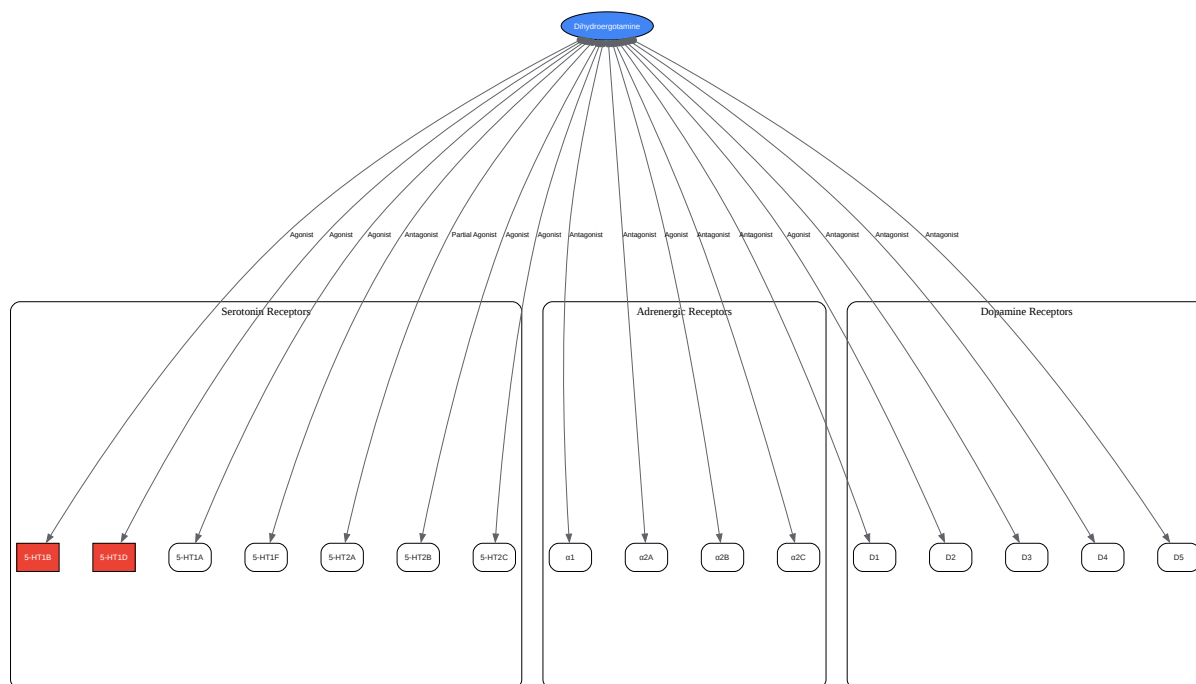 Dihydroergotamine
Agonist
Agonist
Agonist
Antagonist
Partial Agonist
Agonist
Agonist
Antagonist
Antagonist
Agonist
Antagonist
Antagonist
Agonist
Antagonist
Antagonist
Antagonist
Serotonin Receptors
Adrenergic Receptors
Dopamine Receptors
5-HT1B
5-HT1D
5-HT1A
5-HT1F
5-HT2A
5-HT2B
5-HT2C
α1
α2A
α2B
α2C
D1
D2
D3
D4
D5